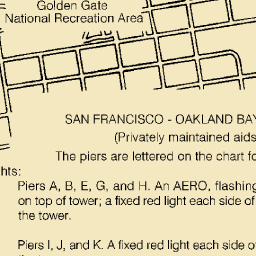 Golden Gate
National Recreation Area
SAN FRANCISCO - OAKLAND BAY
(Privately maintained aids
The piers are lettered on the chart fo
hts:
Piers A, B, E, G, and H. An AERO, flashing
on top of tower; a fixed red light each side of
the tower.
Piers I, J, and K. A fixed red light each side o